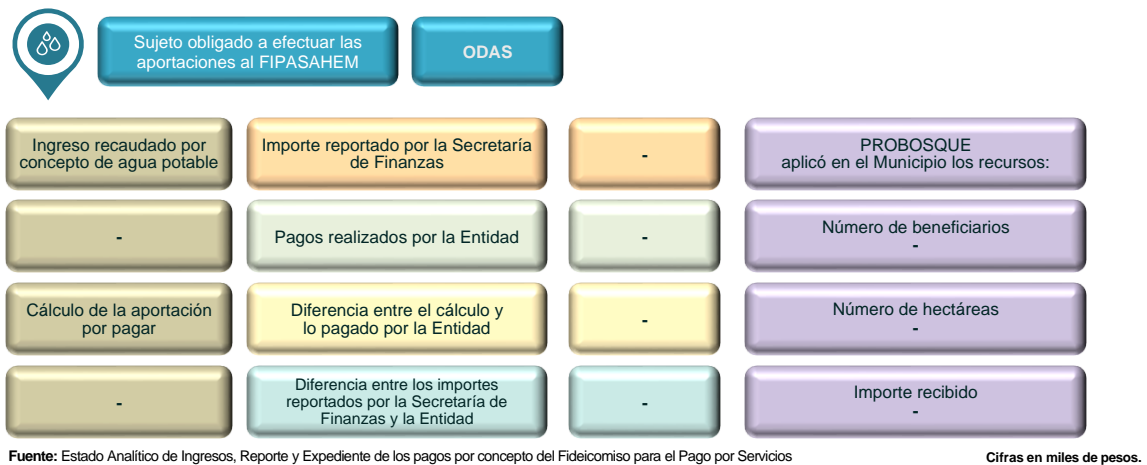 Sujeto obligado a efectuar las
aportaciones al FIPASAHEM
ODAS
Ingreso recaudado por
concepto de agua potable
-
Cálculo de la aportación
por pagar
-
Importe reportado por la Secretaría
de Finanzas
-
Pagos realizados por la Entidad
-
Diferencia entre el cálculo y
lo pagado por la Entidad
-
Diferencia entre los importes
reportados por la Secretaría de
Finanzas y la Entidad
-
PROBOSQUE
aplicó en el Municipio los recursos:
Número de beneficiarios
-
Número de hectáreas
-
Importe recibido
-
Fuente: Estado Analítico de Ingresos, Reporte y Expediente de los pagos por concepto del Fideicomiso para el Pago por Servicios
Cifras en miles de pesos.